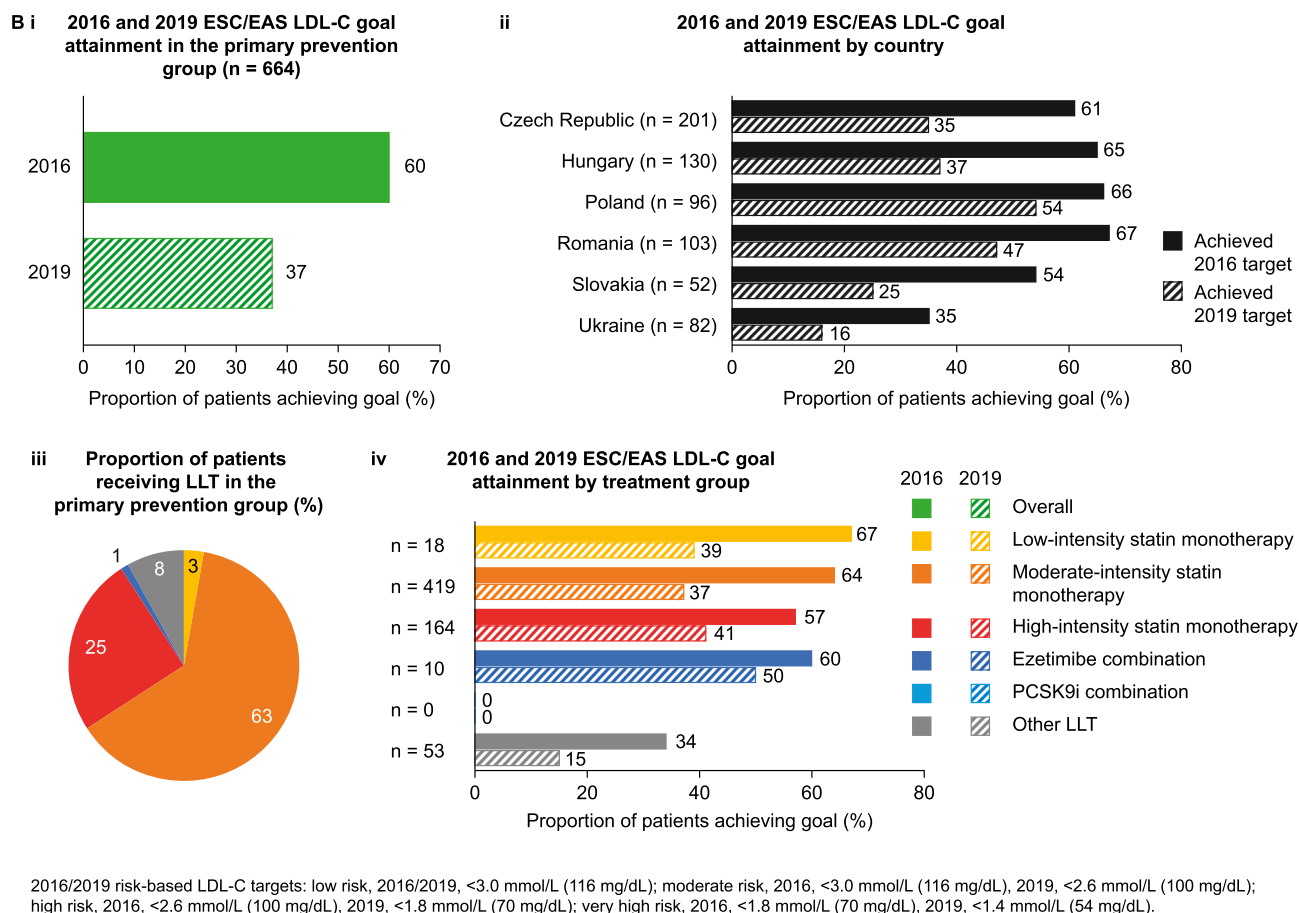 B i 2016 and 2019 ESC/EAS LDL-C goal
attainment in the primary prevention
group (n = 664)
2016
60
2019
37
0 10 20 30 40 50 60 70
Proportion of patients achieving goal (%)
ii 2016 and 2019 ESC/EAS LDL-C goal
attainment by country
Czech Republic (n = 201)
61
35
Hungary (n = 130)
65
37
Poland (n = 96)
66
54
Romania (n = 103)
67
47
Slovakia (n = 52)
54
25
Ukraine (n = 82)
35
16
0 20 40 60 80
Proportion of patients achieving goal (%)
Achieved
2016 target
Achieved
2019 target
iii Proportion of patients
receiving LLT in the
primary prevention group (%)
1
8
3
25
63
iv 2016 and 2019 ESC/EAS LDL-C goal
attainment by treatment group
n = 18
67
39
n = 419
64
37
n = 164
57
41
n = 10
60
50
n = 0
0
0
n = 53
34
15
0 20 40 60 80
Proportion of patients achieving goal (%)
2016 2019
Overall
Low-intensity statin monotherapy
Moderate-intensity statin
monotherapy
High-intensity statin monotherapy
Ezetimibe combination
PCSK9i combination
Other LLT
2016/2019 risk-based LDL-C targets: low risk, 2016/2019, <3.0 mmol/L (116 mg/dL); moderate risk, 2016, <3.0 mmol/L (116 mg/dL), 2019, <2.6 mmol/L (100 mg/dL);
high risk, 2016, <2.6 mmol/L (100 mg/dL), 2019, <1.8 mmol/L (70 mg/dL); very high risk, 2016, <1.8 mmol/L (70 mg/dL), 2019, <1.4 mmol/L (54 mg/dL).